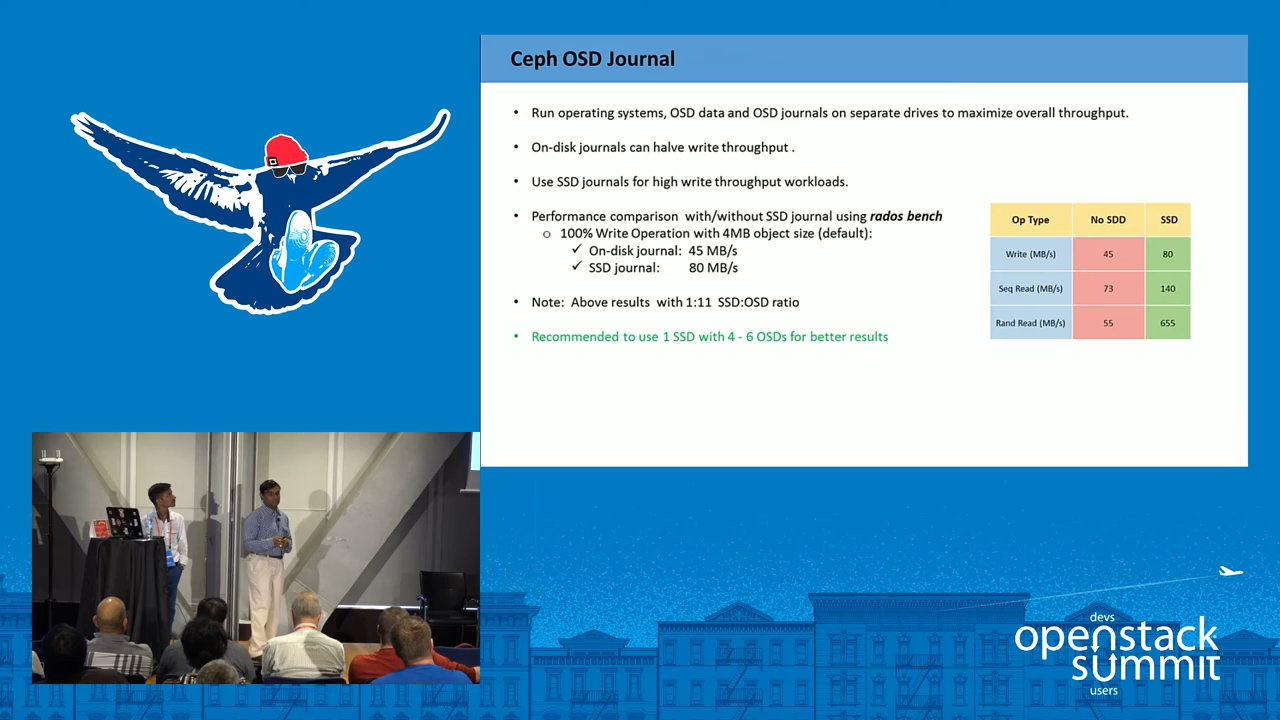 Ceph OSD Journal
• Run operating systems, OSD data and OSD journals on separate drives to maximize overall throughput.
• On-disk journals can halve write throughput .
• Use SSD journals for high write throughput workloads.
• Performance comparison with/without SSD journal using rados bench
o 100% Write Operation with 4MB object size (default):
✓ On-disk journal: 45 MB/s
✓ SSD journal: 80 MB/s
• Note: Above results with 1:11 SSD:OSD ratio
• Recommended to use 1 SSD with 4 - 6 OSDs for better results
Op Type No SDD SSD
Write (MB/s) 45 80
Seq Read (MB/s) 73 140
Rand Read (MB/s) 55 655
devs
openstack
summit
users